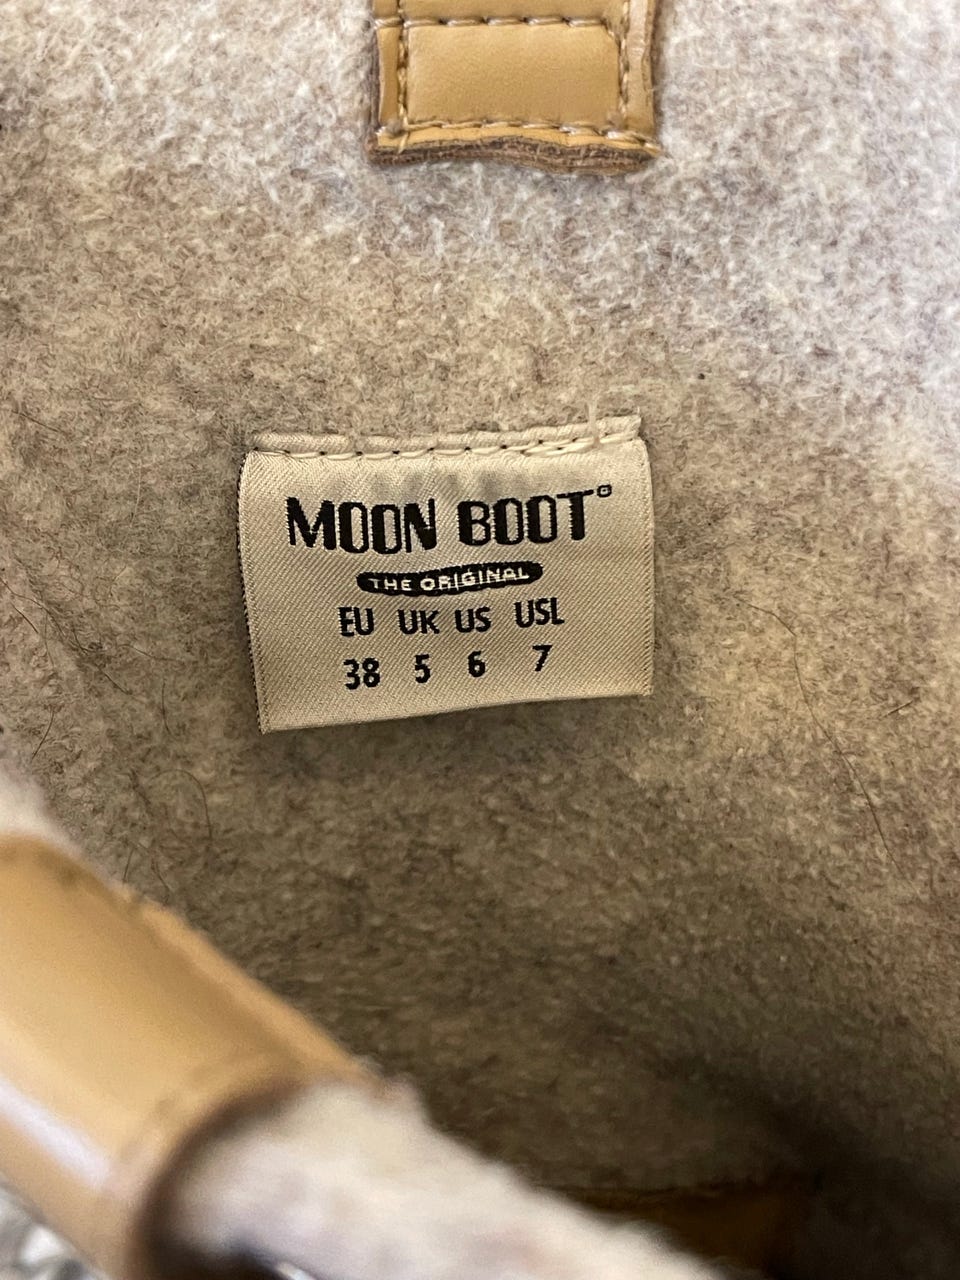 MOON BOOT®
THE ORIGINAL
EU UK US USL
38 5 6 7